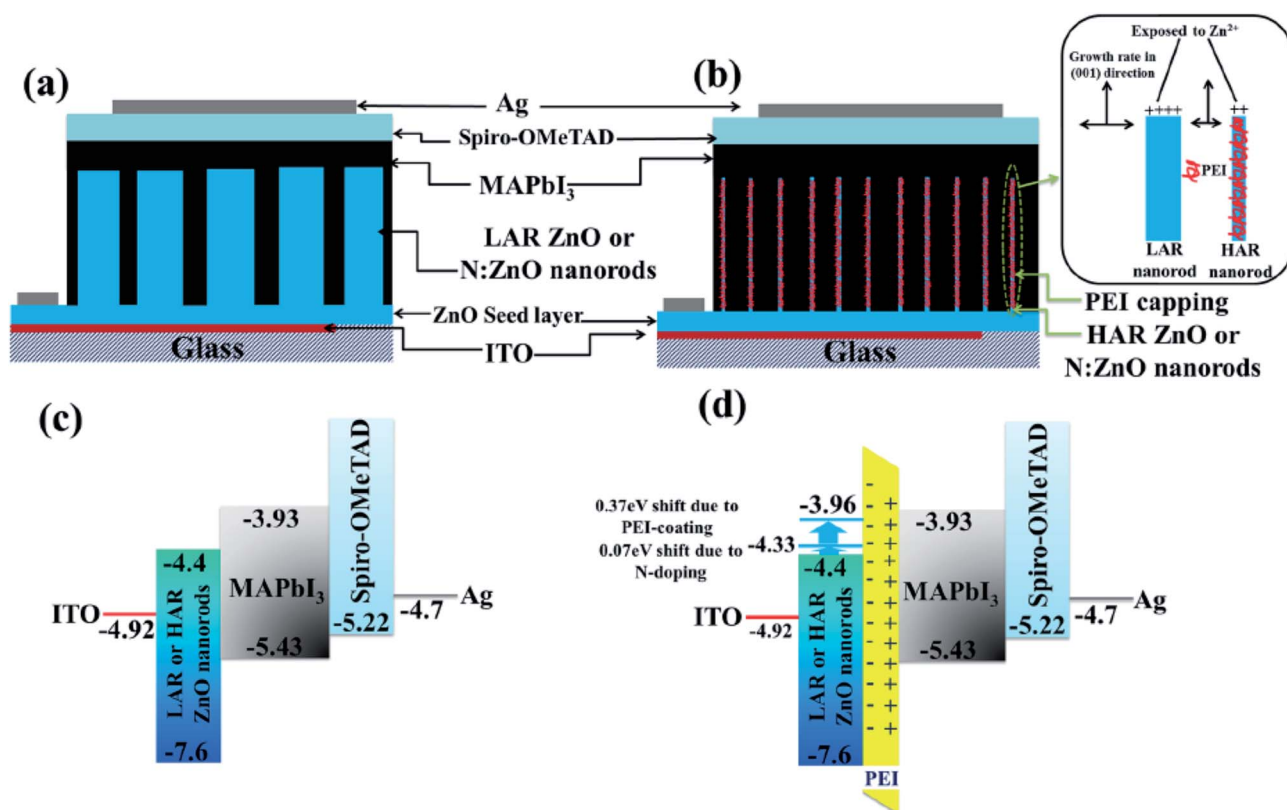 (a)
Ag
Spiro-OMeTAD
MAPbI3
LAR ZnO or
N:ZnO nanorods
ZnO Seed layer
ITO
Glass
(b)
Glass
Exposed to Zn2+
Growth rate in
(001) direction
++++
++
PEI
LAR
nanorod
HAR
nanorod
PEI capping
HAR ZnO or
N:ZnO nanorods
(c)
ITO
-4.92
-4.4
LAR or HAR
ZnO nanorods
-7.6
-3.93
MAPbI3
-5.43
Spiro-OMeTAD
-5.22
-4.7
Ag
(d)
0.37eV shift due to
PEI-coating
0.07eV shift due to
N-doping
-3.96
-4.33
-4.4
ITO
-4.92
LAR or HAR
ZnO nanorods
-7.6
- - - - - - - - - - - -
+ + + + + + + + + + + + +
PEI
-3.93
MAPbI3
-5.43
Spiro-OMeTAD
-5.22
-4.7
Ag